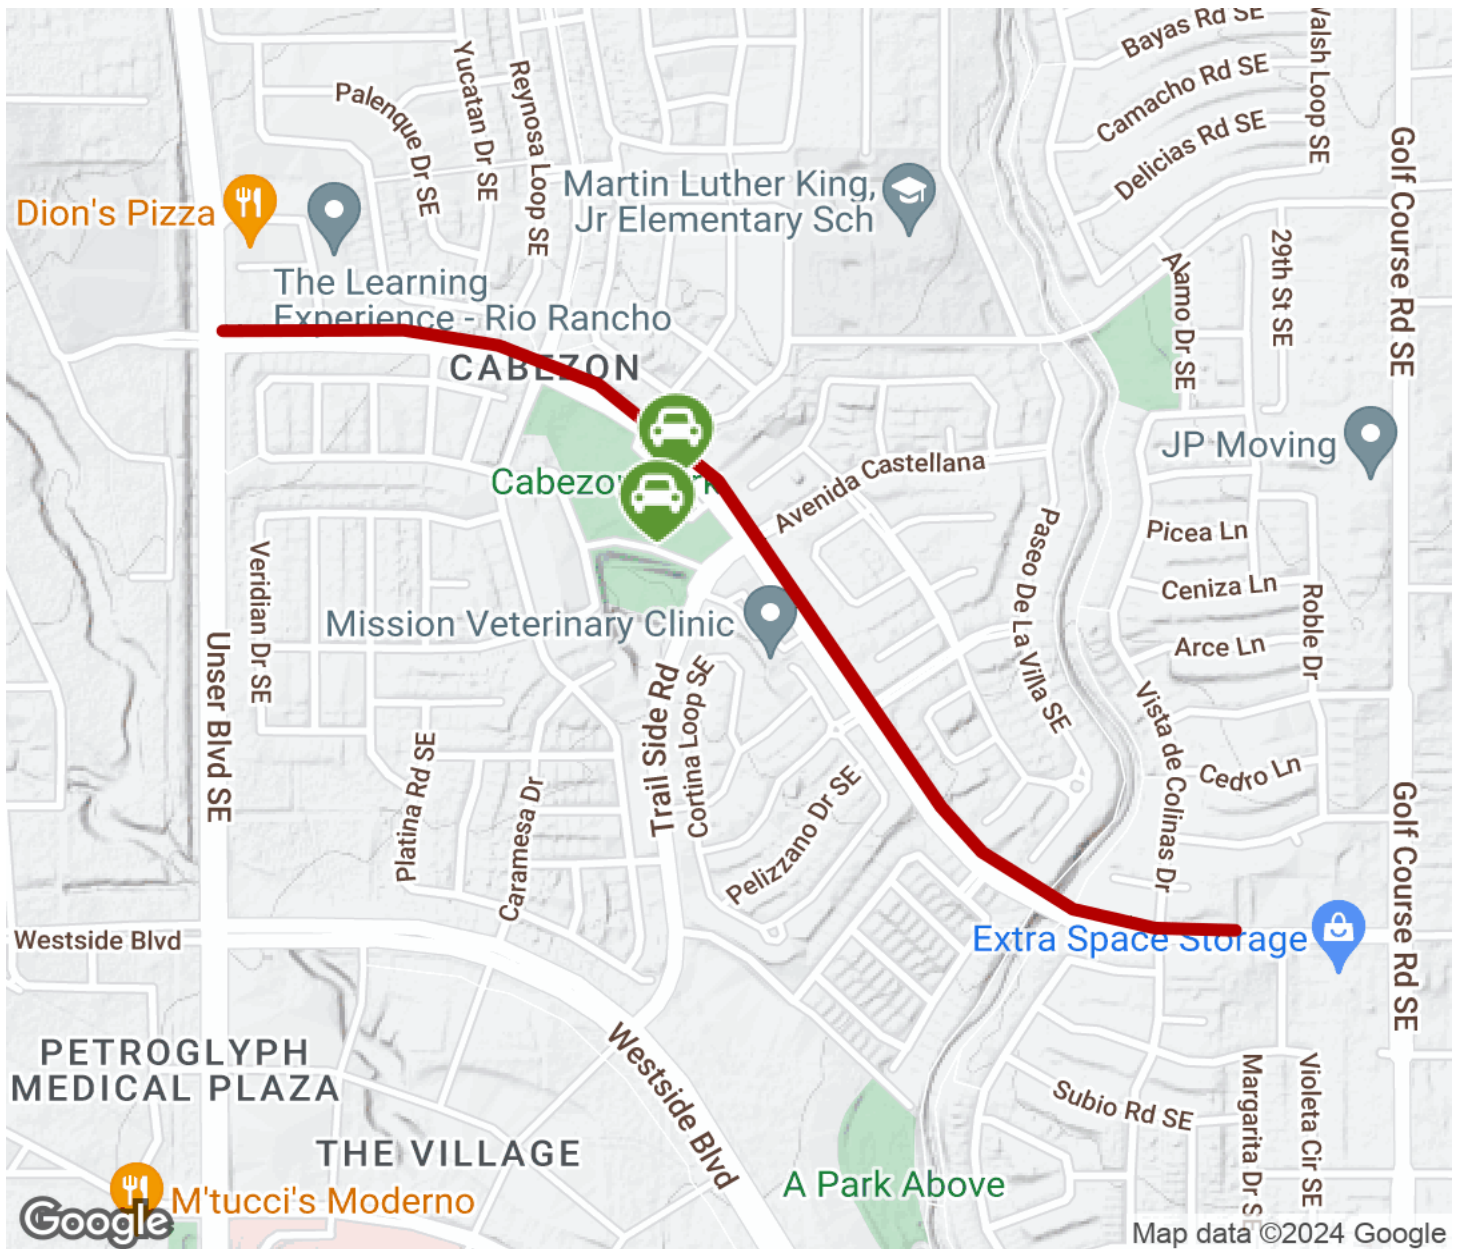 Bayas Rd SE
Walsh Loop SE
Yucatan Dr SE
Reynosa Loop SE
Palenque Dr SE
Camacho Rd SE
Delicias Rd SE
Golf Course Rd SE
Martin Luther King,
Jr Elementary Sch
Dion's Pizza
The Learning
Experience - Rio Rancho
29th St SE
Alamo Dr SE
CABEZON
JP Moving
Avenida Castellana
Picea Ln
Paseo De La Villa SE
Veridian Dr SE
Ceniza Ln
Roble Dr
Mission Veterinary Clinic
Arce Ln
Unser Blvd SE
Trail Side Rd
Cortina Loop SE
Vista de Colinas Dr
Platina Rd SE
Cedro Ln
Caramesa Dr
Pelizzano Dr SE
Golf Course Rd SE
Westside Blvd
Extra Space Storage
PETROGLYPH
MEDICAL PLAZA
Westside Blvd
Subio Rd SE
Margarita Dr SE
Violeta Cir SE
THE VILLAGE
A Park Above
M'tucci's Moderno
Google
Map data ©2024 Google